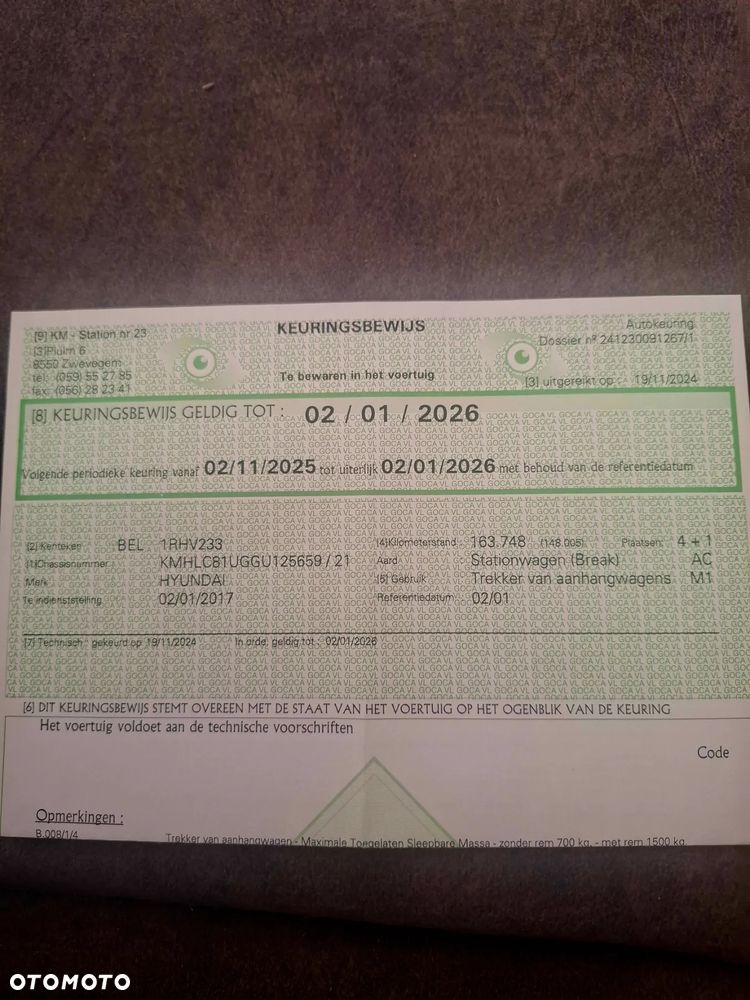 [9] KM - Station nr 23
KEURINGSBEWIJS
Autokeuring
[3]Pluim 6
Dossier nº 241230091267/1
8550 Zwevegem
tel: (059) 55 27 85
Te bewaren in het voertuig
fax: (056) 28 23 41
[3] uitgereikt op : 19/11/2024
[8] KEURINGSBEWIJS GELDIG TOT : 02 / 01 / 2026
Volgende periodieke keuring vanaf 02/11/2025 tot uiterlijk 02/01/2026 met behoud van de referentiedatum
[2] Kenteken BEL 1RHV233
[4]Kilometerstand : 163.748 (148.005) Plaatsen: 4 + 1
[1]Chassisnummer : KMHLC81UGGU125659 / 21
Aard : Stationwagen (Break) AC
Merk HYUNDAI
[5] Gebruik : Trekker van aanhangwagens M1
Te indienststelling 02/01/2017
Referentiedatum 02/01
[7] Technisch : gekeurd op 19/11/2024 In orde, geldig tot : 02/01/2026
[6] DIT KEURINGSBEWIJS STEMT OVEREEN MET DE STAAT VAN HET VOERTUIG OP HET OGENBLIK VAN DE KEURING
Het voertuig voldoet aan de technische voorschriften
Code
Opmerkingen :
B.008/1/4 Trekker van aanhangwagen - Maximale Toegelaten Sleepbare Massa - zonder rem 700 kg. - met rem 1500 kg.
OTOMOTO